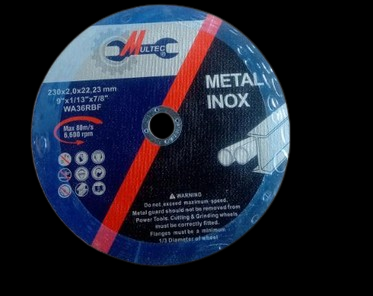 MULTEC
®
230x2,0x22,23 mm
9"x1/13"x7/8"
WA36RBF
Max 80m/s
6.600 rpm
METAL
INOX
WARNING
Do not exceed maximum speed.
Metal guard should not be removed from
Power Tools. Cutting & Grinding wheels
must be correctly fitted.
Flanges must be a minimum
1/3 Diameter of wheel